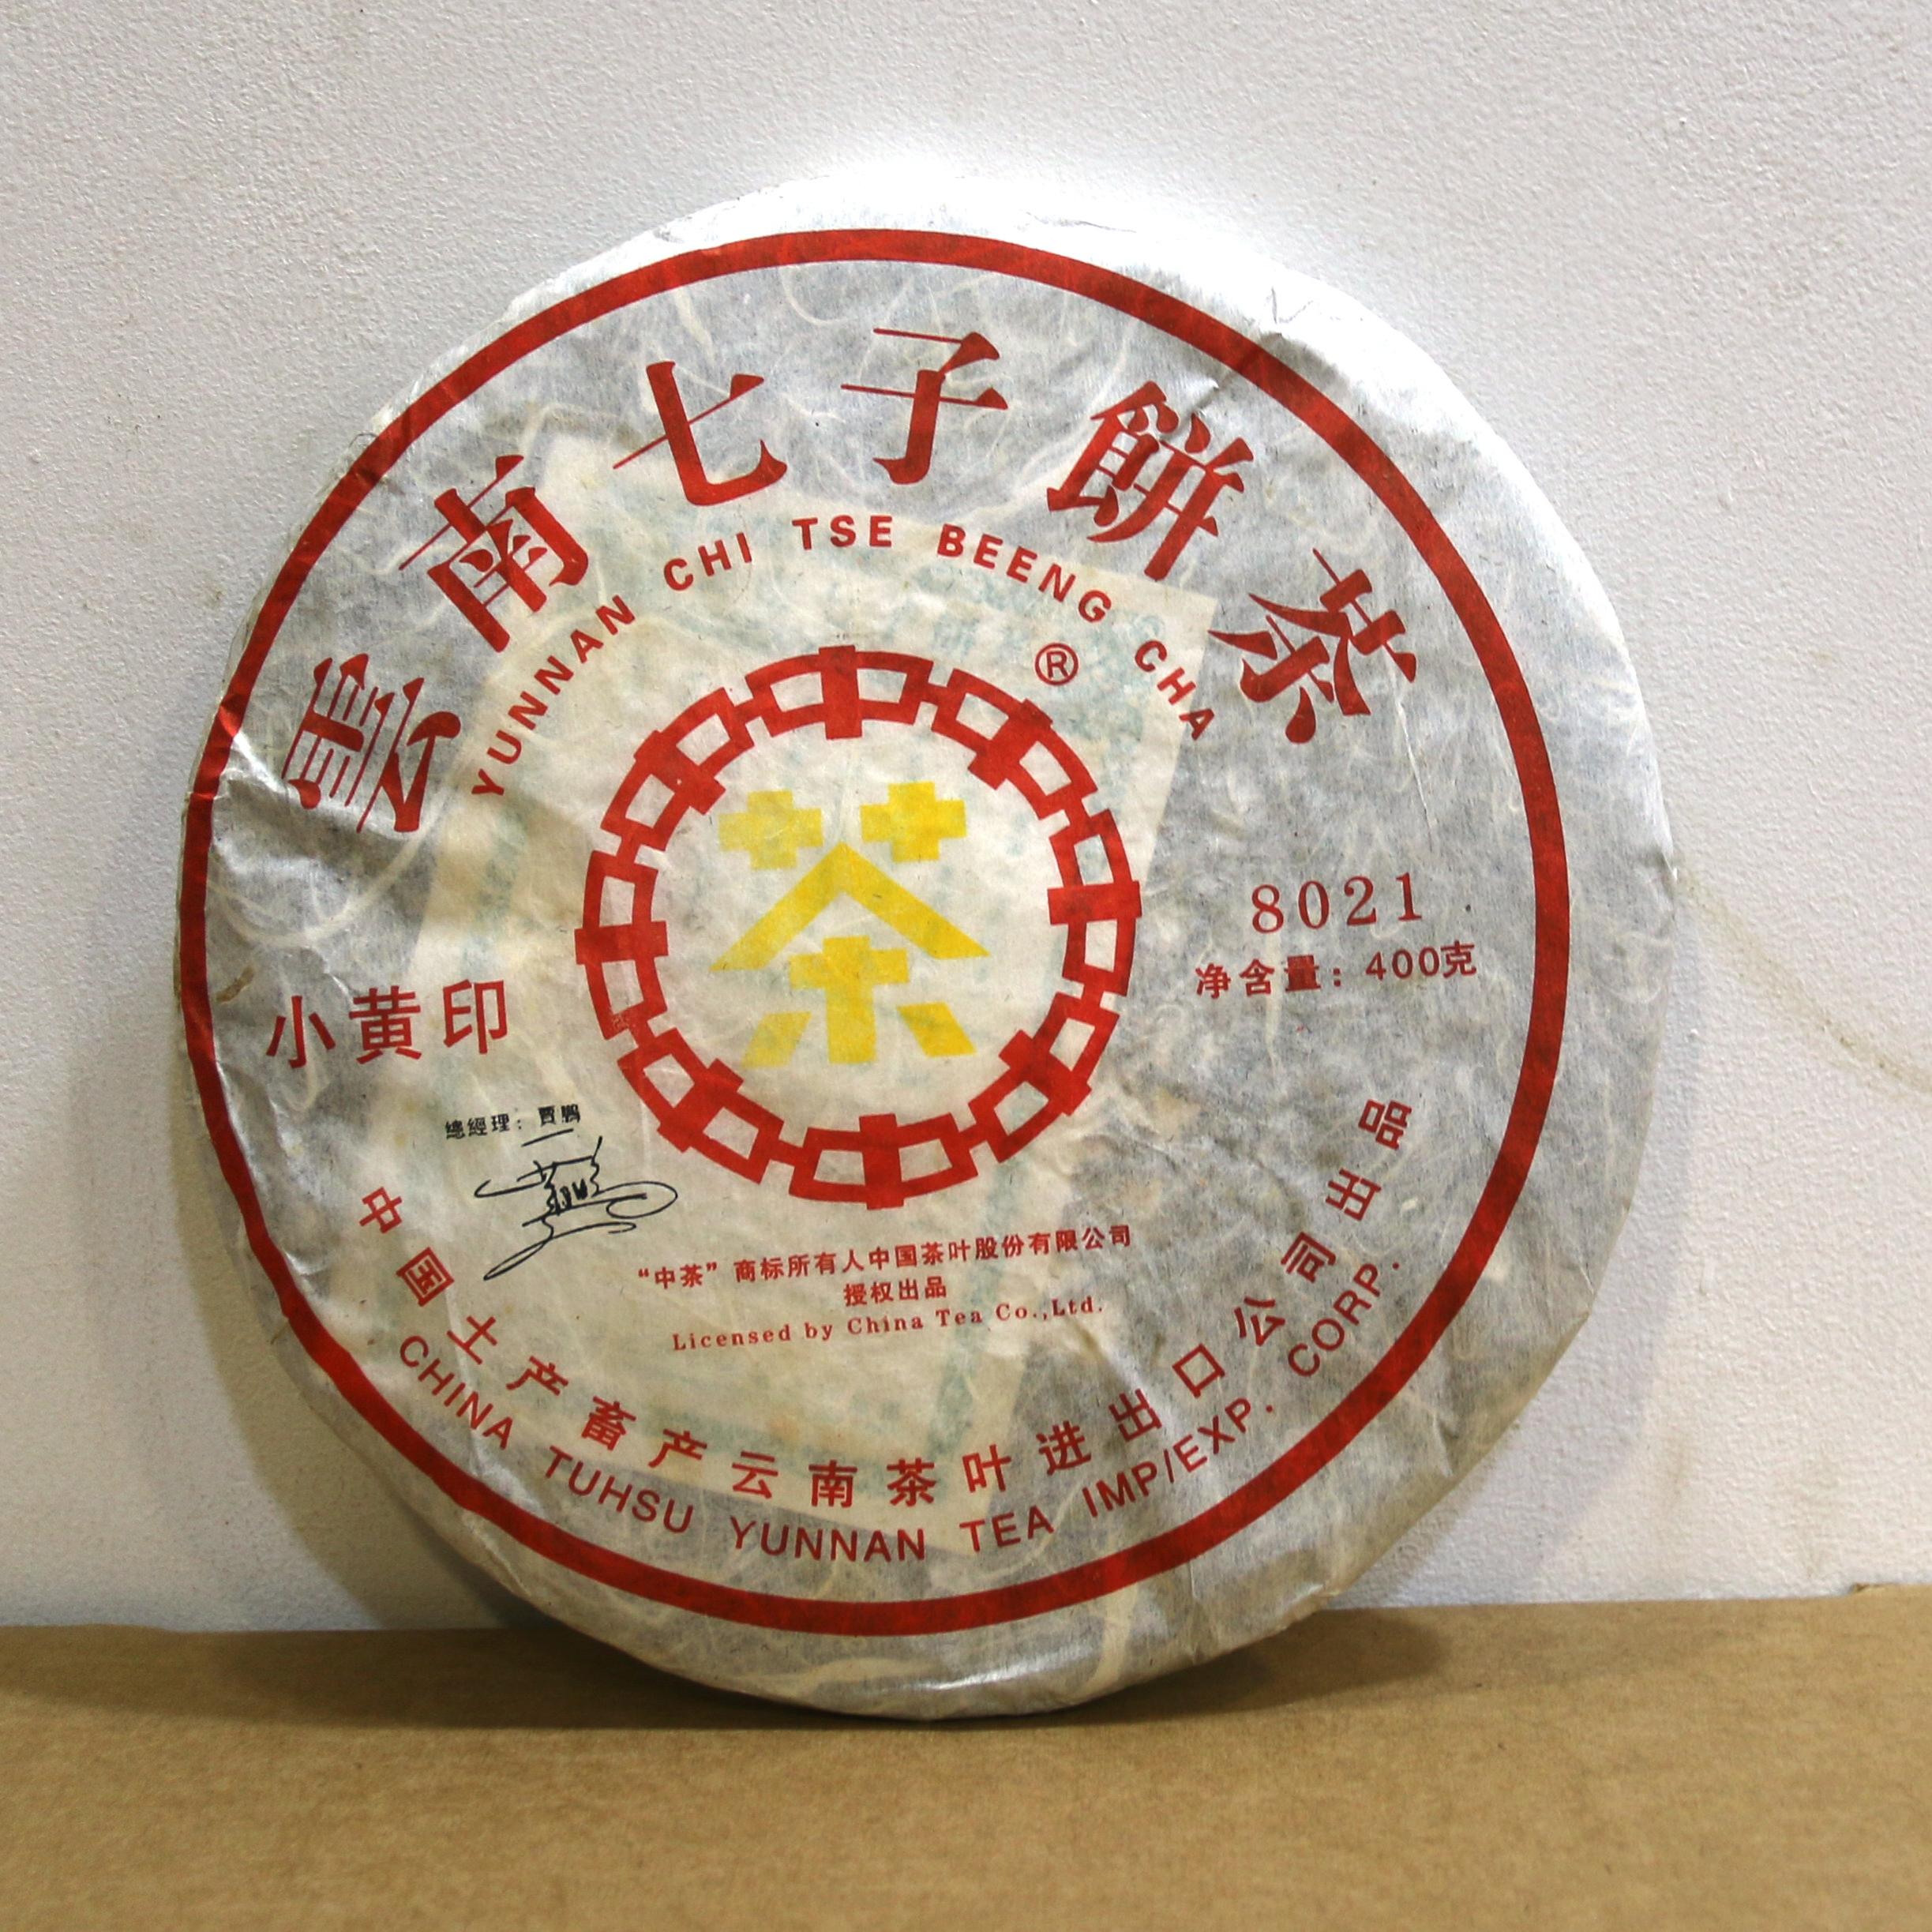 雲南七子餅茶
YUNNAN CHI TSE BEENG CHA
®
茶
8021
净含量：400克
小黄印
總經理：賈鵬
“中茶”商标所有人中国茶叶股份有限公司
授权出品
Licensed by China Tea Co.,Ltd.
中国土产畜产云南茶叶进出口公司出品
CHINA TUHSU YUNNAN TEA IMP/EXP. CORP.